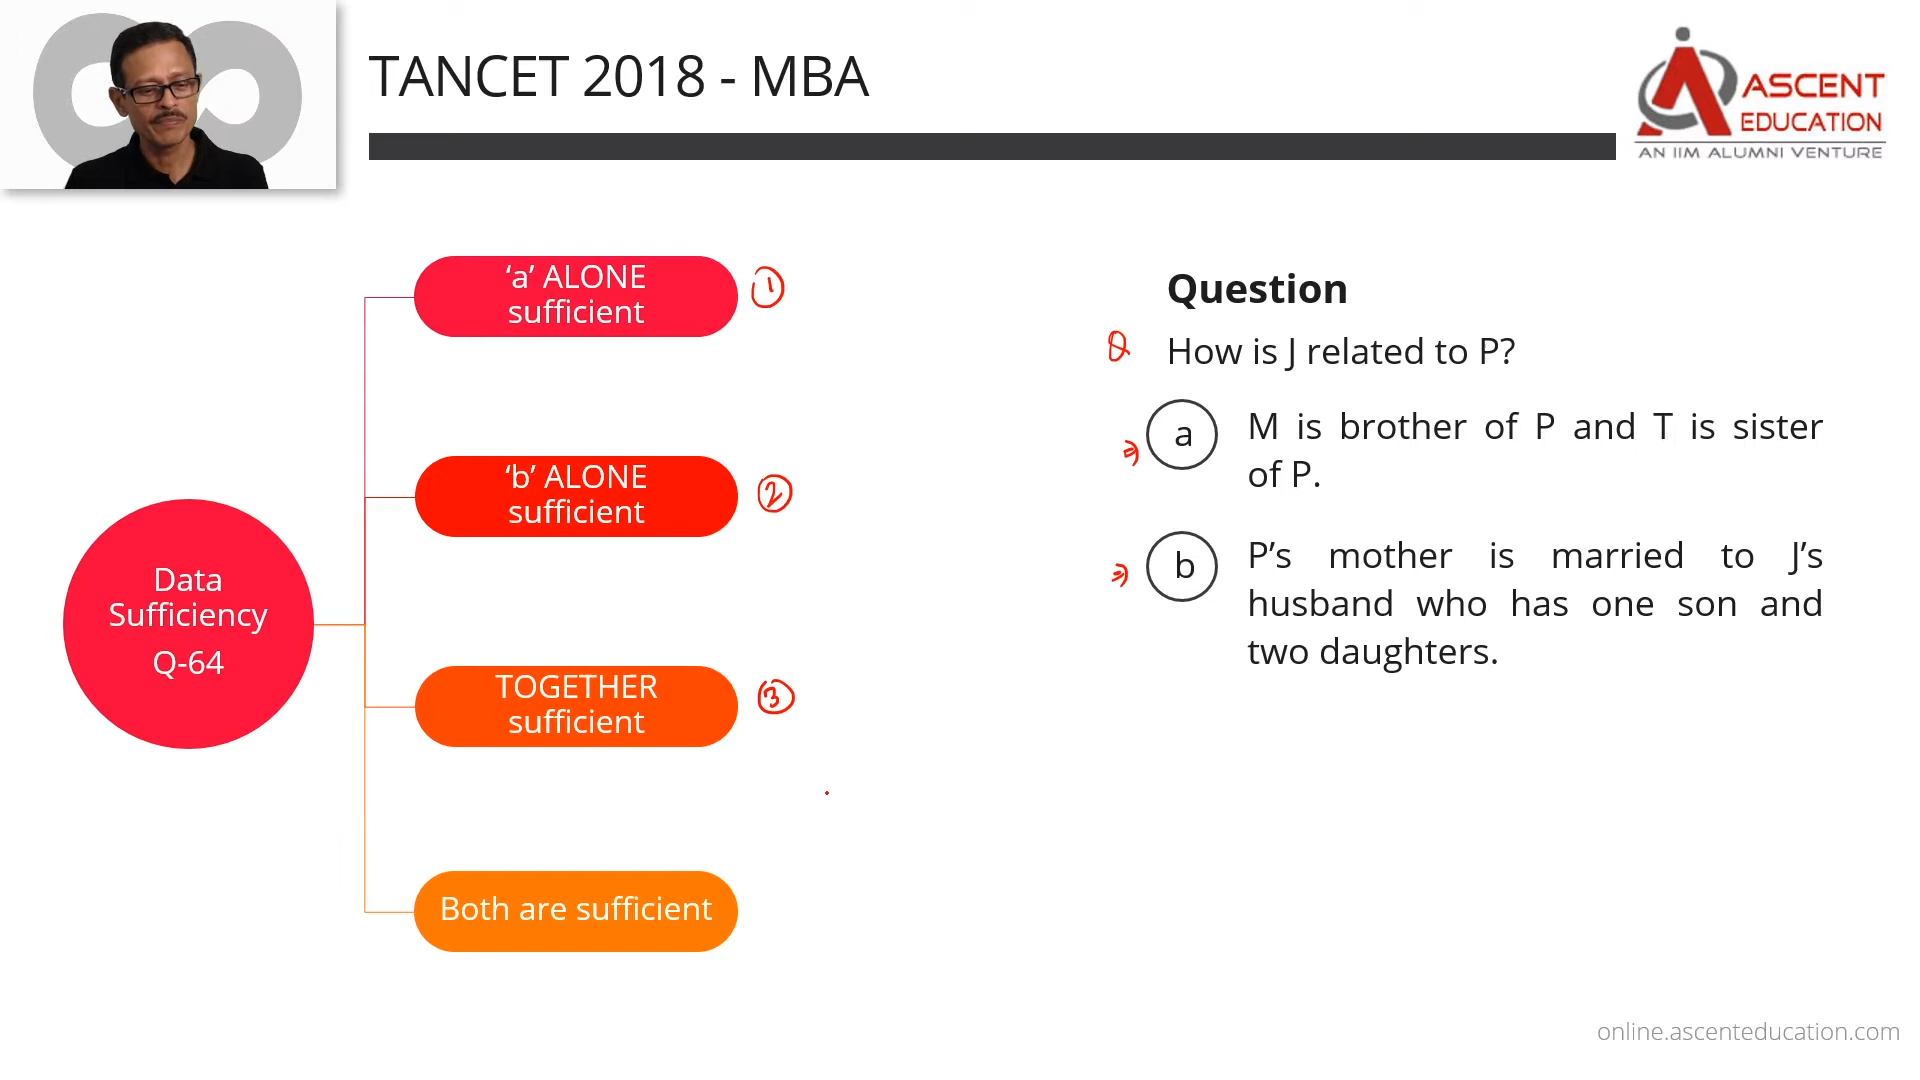 TANCET 2018 - MBA
ASCENT
EDUCATION
AN IIM ALUMNI VENTURE
Data
Sufficiency
Q-64
‘a’ ALONE
sufficient
1
‘b’ ALONE
sufficient
2
TOGETHER
sufficient
3
Both are sufficient
Question
Q How is J related to P?
a M is brother of P and T is sister
of P.
b P’s mother is married to J’s
husband who has one son and
two daughters.
online.ascenteducation.com